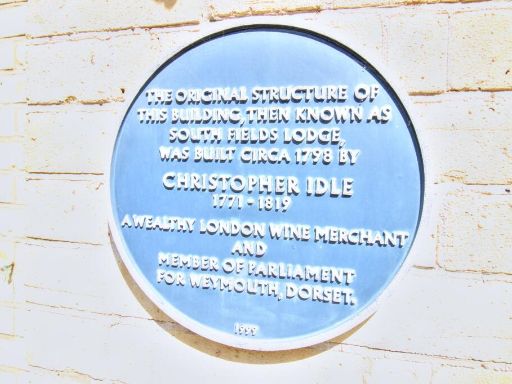 THE ORIGINAL STRUCTURE OF
THIS BUILDING, THEN KNOWN AS
SOUTH FIELDS LODGE,
WAS BUILT CIRCA 1798 BY
CHRISTOPHER IDLE
1771 - 1819
A WEALTHY LONDON WINE MERCHANT
AND
MEMBER OF PARLIAMENT
FOR WEYMOUTH, DORSET.
1999